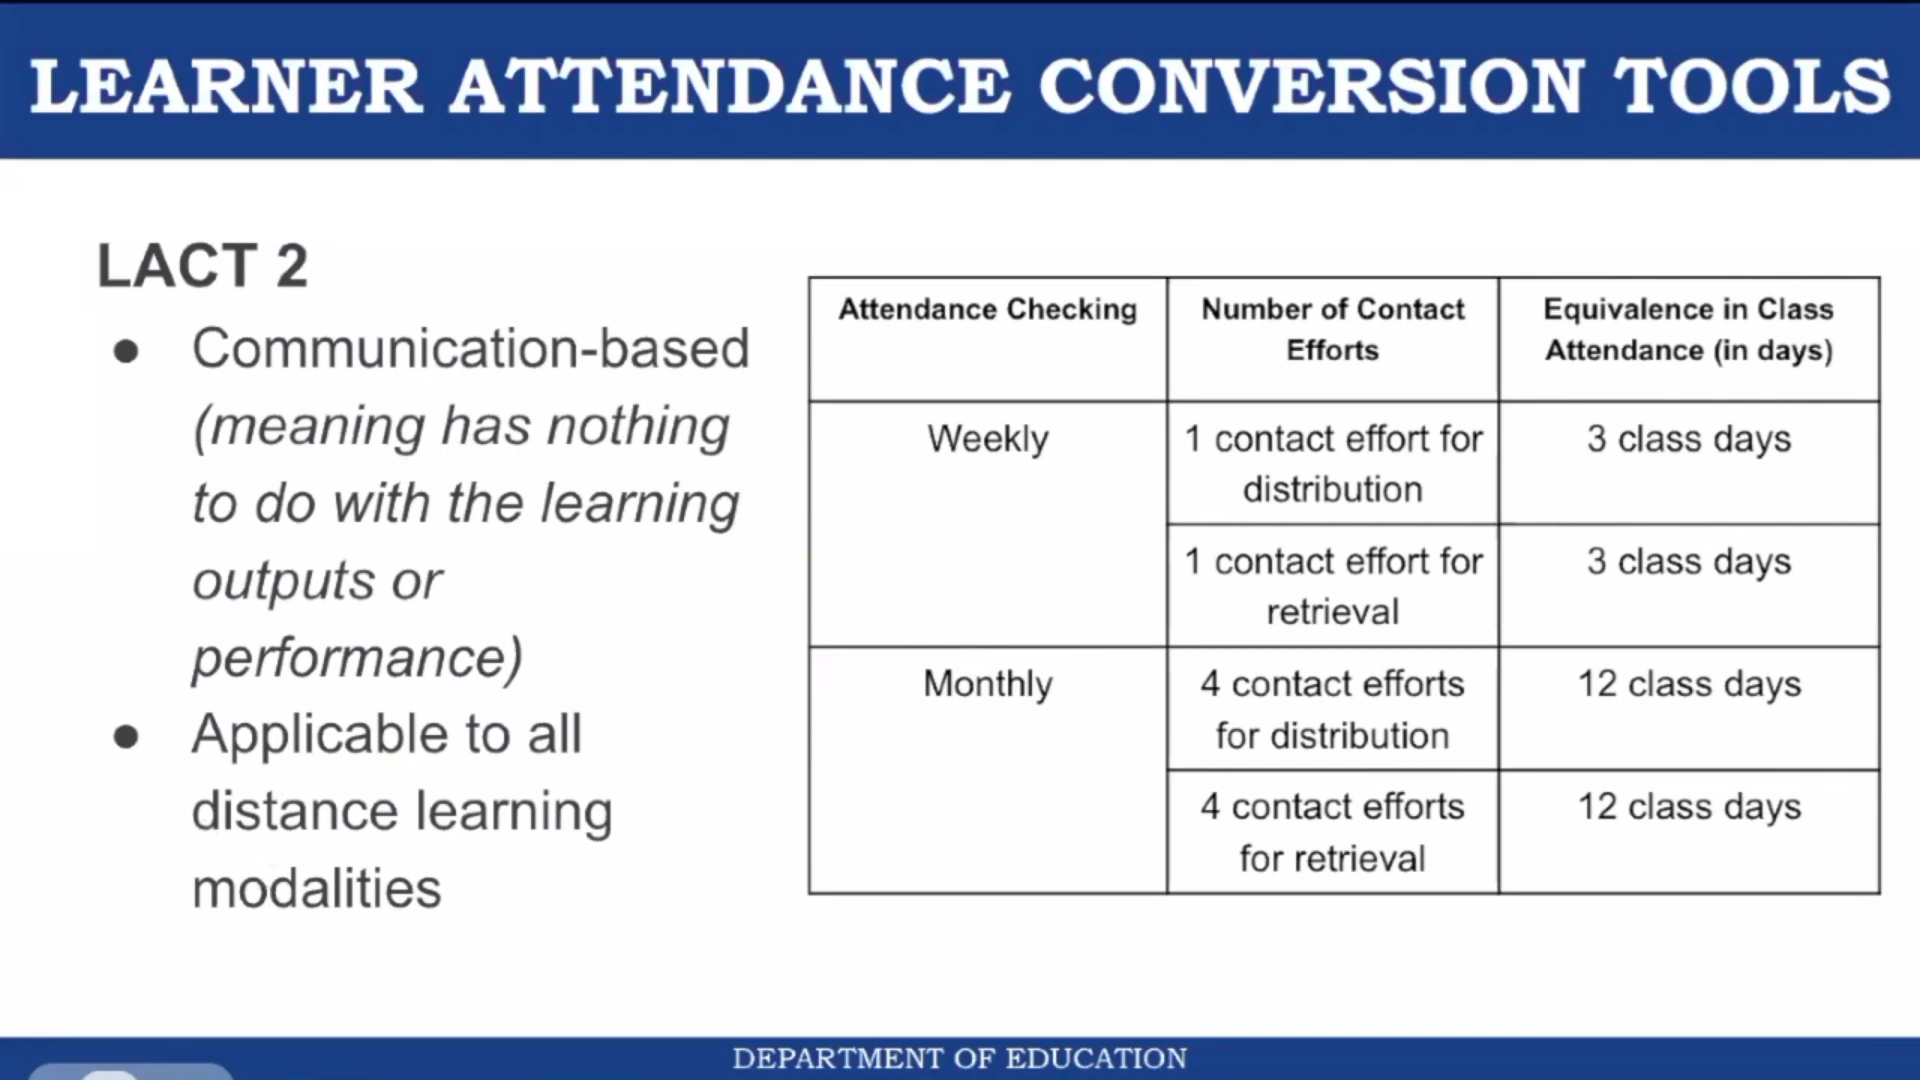 LEARNER ATTENDANCE CONVERSION TOOLS
LACT 2
● Communication-based
(meaning has nothing
to do with the learning
outputs or
performance)
● Applicable to all
distance learning
modalities
Attendance Checking
Number of Contact
Efforts
Equivalence in Class
Attendance (in days)
Weekly
1 contact effort for
distribution
3 class days
1 contact effort for
retrieval
3 class days
Monthly
4 contact efforts
for distribution
12 class days
4 contact efforts
for retrieval
12 class days
DEPARTMENT OF EDUCATION